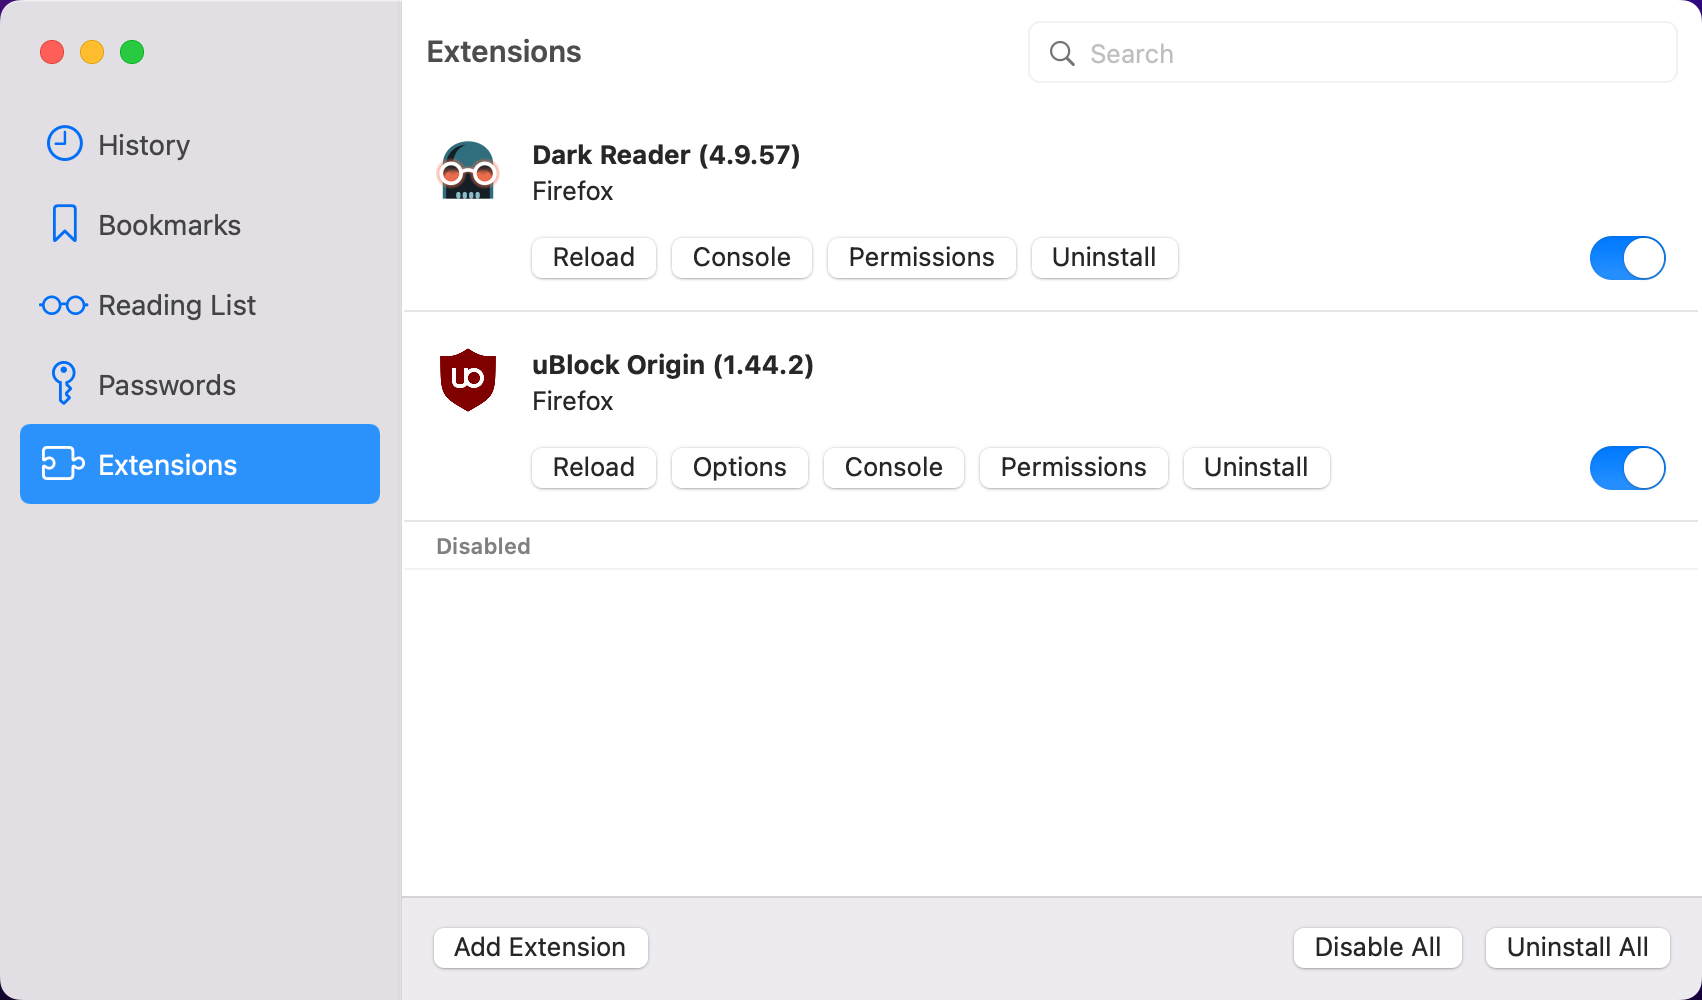 History
Bookmarks
Reading List
Passwords
Extensions
Extensions
Search
Dark Reader (4.9.57)
Firefox
Reload Console Permissions Uninstall
uo
uBlock Origin (1.44.2)
Firefox
Reload Options Console Permissions Uninstall
Disabled
Add Extension Disable All Uninstall All